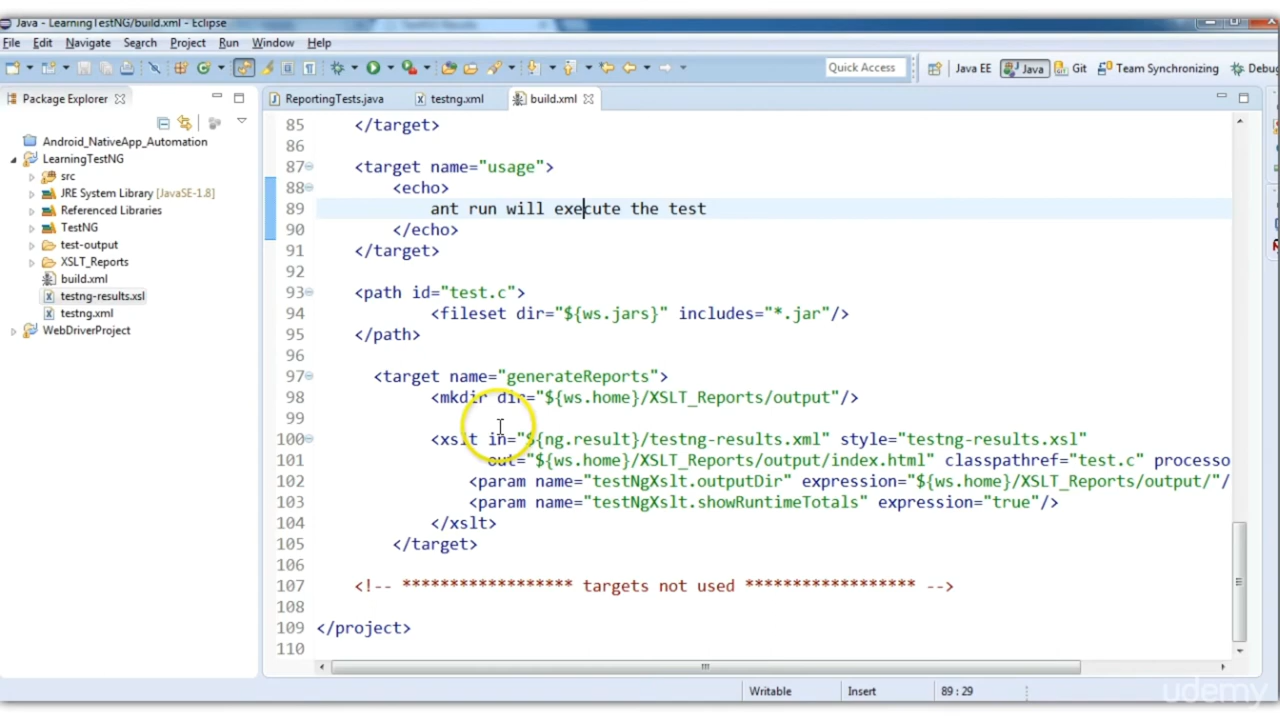 Java - LearningTestNG/build.xml - Eclipse
File Edit Navigate Search Project Run Window Help
Quick Access Java EE Java Git Team Synchronizing Debug
Package Explorer
ReportingTests.java testng.xml build.xml
Android_NativeApp_Automation
LearningTestNG
src
JRE System Library [JavaSE-1.8]
Referenced Libraries
TestNG
test-output
XSLT_Reports
build.xml
testng-results.xsl
testng.xml
WebDriverProject
85 </target>
86
87 <target name="usage">
88 <echo>
89 ant run will execute the test
90 </echo>
91 </target>
92
93 <path id="test.c">
94 <fileset dir="${ws.jars}" includes="*.jar"/>
95 </path>
96
97 <target name="generateReports">
98 <mkdir dir="${ws.home}/XSLT_Reports/output"/>
99
100 <xslt in="${ng.result}/testng-results.xml" style="testng-results.xsl"
101 out="${ws.home}/XSLT_Reports/output/index.html" classpathref="test.c" processo
102 <param name="testNgXslt.outputDir" expression="${ws.home}/XSLT_Reports/output/"/
103 <param name="testNgXslt.showRuntimeTotals" expression="true"/>
104 </xslt>
105 </target>
106
107 <!-- ****************** targets not used ****************** -->
108
109 </project>
110
Writable Insert 89 : 29
udemy